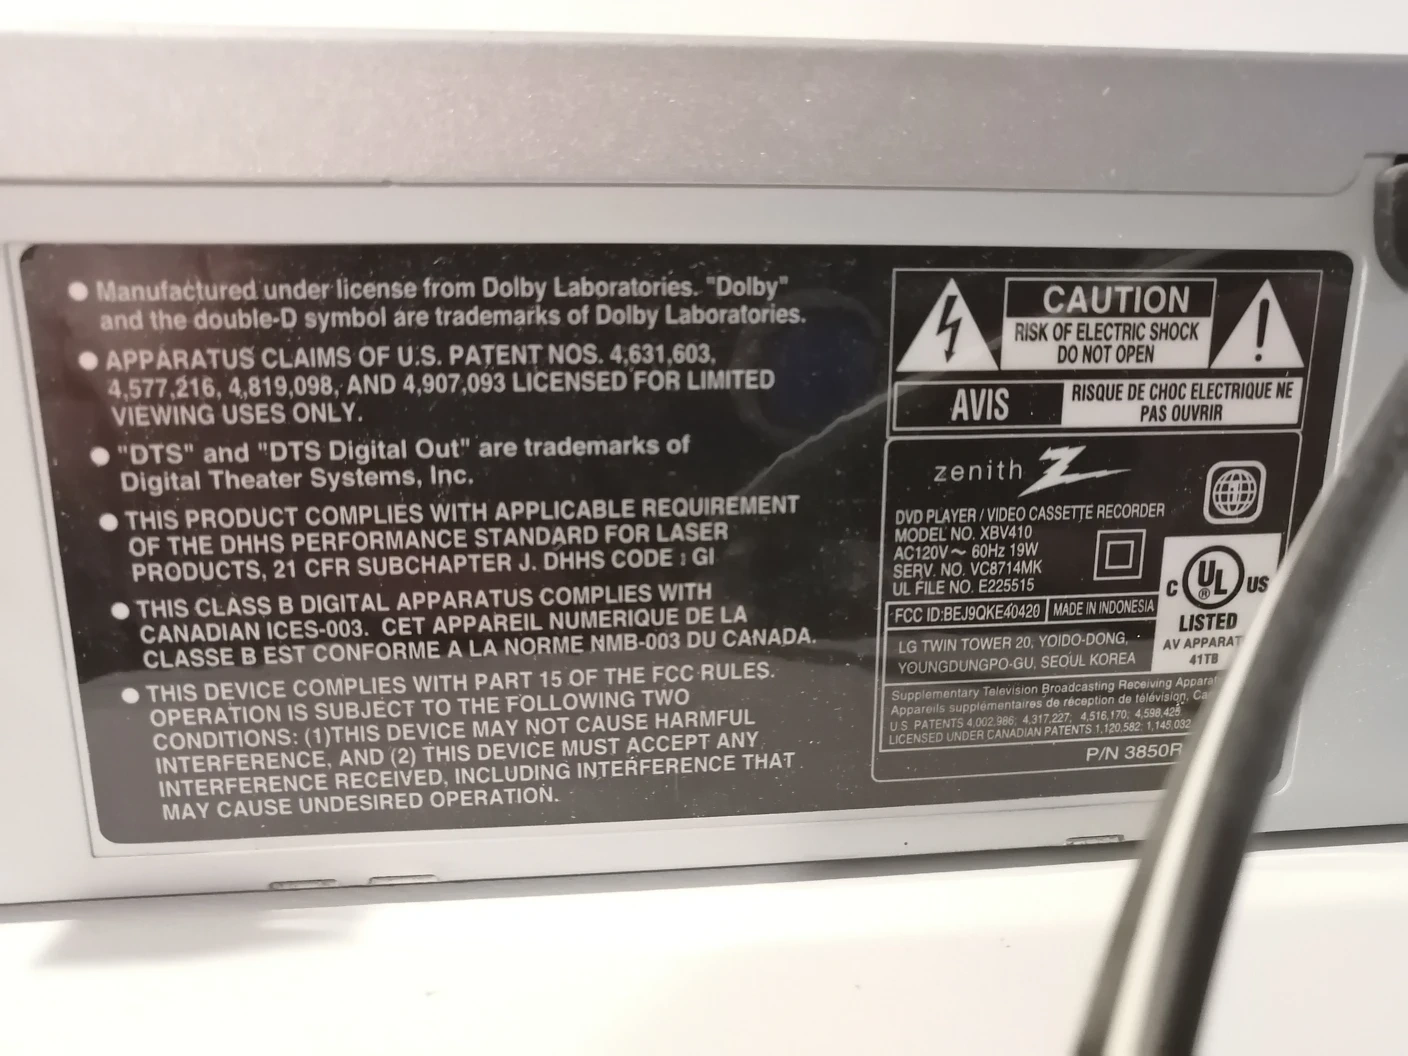 ● Manufactured under license from Dolby Laboratories. "Dolby"
and the double-D symbol are trademarks of Dolby Laboratories.
● APPARATUS CLAIMS OF U.S. PATENT NOS. 4,631,603,
4,577,216, 4,819,098, AND 4,907,093 LICENSED FOR LIMITED
VIEWING USES ONLY.
● "DTS" and "DTS Digital Out" are trademarks of
Digital Theater Systems, Inc.
● THIS PRODUCT COMPLIES WITH APPLICABLE REQUIREMENT
OF THE DHHS PERFORMANCE STANDARD FOR LASER
PRODUCTS, 21 CFR SUBCHAPTER J. DHHS CODE : GI
● THIS CLASS B DIGITAL APPARATUS COMPLIES WITH
CANADIAN ICES-003. CET APPAREIL NUMERIQUE DE LA
CLASSE B EST CONFORME A LA NORME NMB-003 DU CANADA.
● THIS DEVICE COMPLIES WITH PART 15 OF THE FCC RULES.
OPERATION IS SUBJECT TO THE FOLLOWING TWO
CONDITIONS: (1)THIS DEVICE MAY NOT CAUSE HARMFUL
INTERFERENCE, AND (2) THIS DEVICE MUST ACCEPT ANY
INTERFERENCE RECEIVED, INCLUDING INTERFERENCE THAT
MAY CAUSE UNDESIRED OPERATION.
CAUTION
RISK OF ELECTRIC SHOCK
DO NOT OPEN
AVIS
RISQUE DE CHOC ELECTRIQUE NE
PAS OUVRIR
zenith
DVD PLAYER / VIDEO CASSETTE RECORDER
MODEL NO. XBV410
AC120V~ 60Hz 19W
SERV. NO. VC8714MK
UL FILE NO. E225515
FCC ID:BEJ9QKE40420 MADE IN INDONESIA
C UL ® US
LISTED
AV APPARAT
41TB
LG TWIN TOWER 20, YOIDO-DONG,
YOUNGDUNGPO-GU, SEOUL KOREA
Supplementary Television Broadcasting Receiving Apparat
Appareils supplémentaires de réception de télévision, Ca
U.S PATENTS 4,002,986; 4,317,227; 4,516,170; 4,598,425
LICENSED UNDER CANADIAN PATENTS 1,120,582; 1,145,032
P/N 3850R